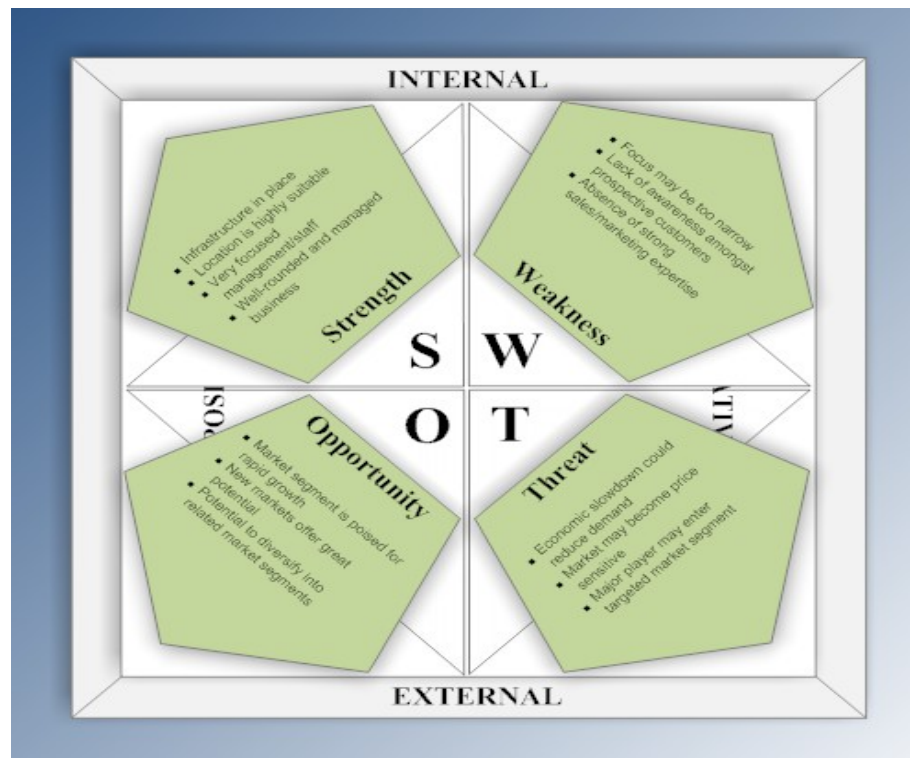 INTERNAL
▪ Infrastructure in place
▪ Location is highly suitable
▪ Very focused
management/staff
▪ Well-rounded and managed
business
Strength
S
▪ Focus may be too narrow
▪ Lack of awareness amongst
prospective customers
▪ Absence of strong
sales/marketing expertise
Weakness
W
POSI
O
Opportunity
▪ Market segment is poised for
rapid growth
▪ New markets offer great
potential
▪ Potential to diversify into
related market segments
T
ATIV
Threat
▪ Economic slowdown could
reduce demand
▪ Market may become price
sensitive
▪ Major player may enter
targeted market segment
EXTERNAL